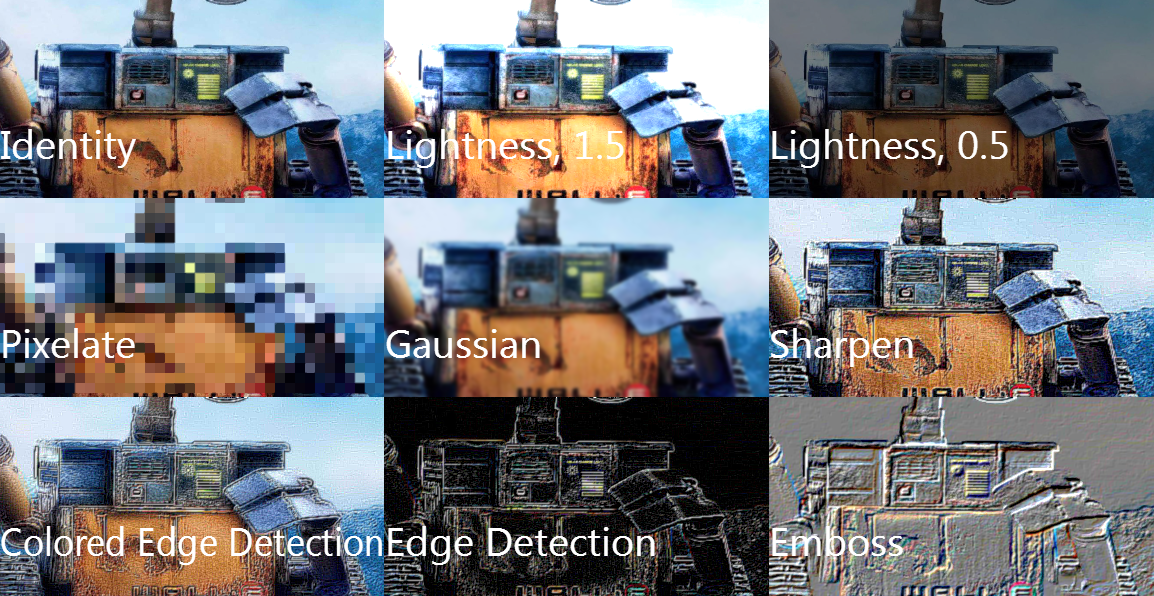 Identity
Lightness, 1.5
Lightness, 0.5
Pixelate
Gaussian
Sharpen
Colored Edge Detection
Edge Detection
Emboss